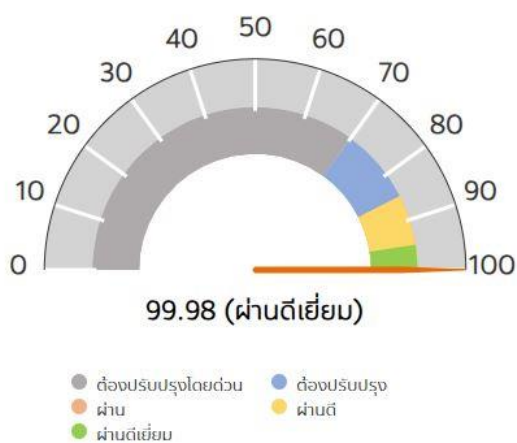 50
40 60
30 70
20 80
10 90
0 100
99.98 (ผ่านดีเยี่ยม)
ต้องปรับปรุงโดยด่วน ต้องปรับปรุง
ผ่าน ผ่านดี
ผ่านดีเยี่ยม